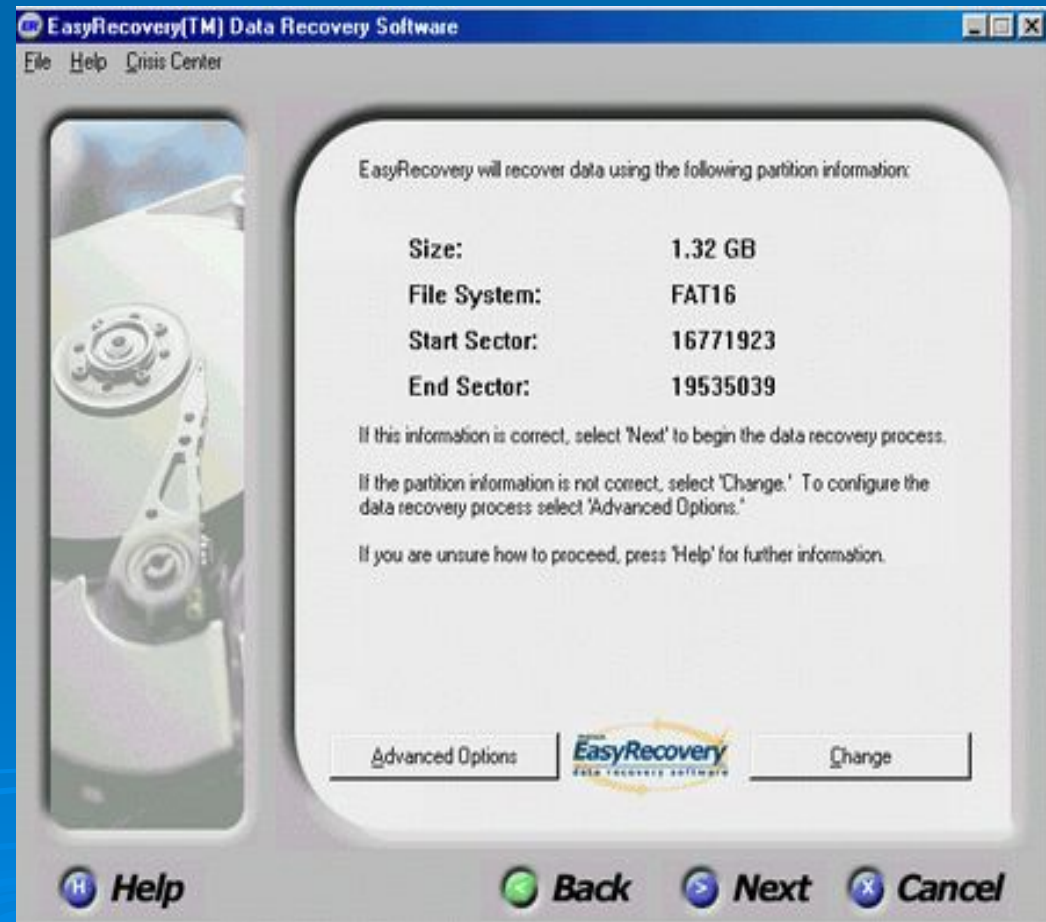 EasyRecovery(TM) Data Recovery Software
File Help Crisis Center
EasyRecovery will recover data using the following partition information:
Size: 1.32 GB
File System: FAT16
Start Sector: 16771923
End Sector: 19535039
If this information is correct, select 'Next' to begin the data recovery process.
If the partition information is not correct, select 'Change.' To configure the
data recovery process select 'Advanced Options.'
If you are unsure how to proceed, press 'Help' for further information.
Advanced Options
EasyRecovery
data recovery software
Change
H Help
< Back
> Next
X Cancel